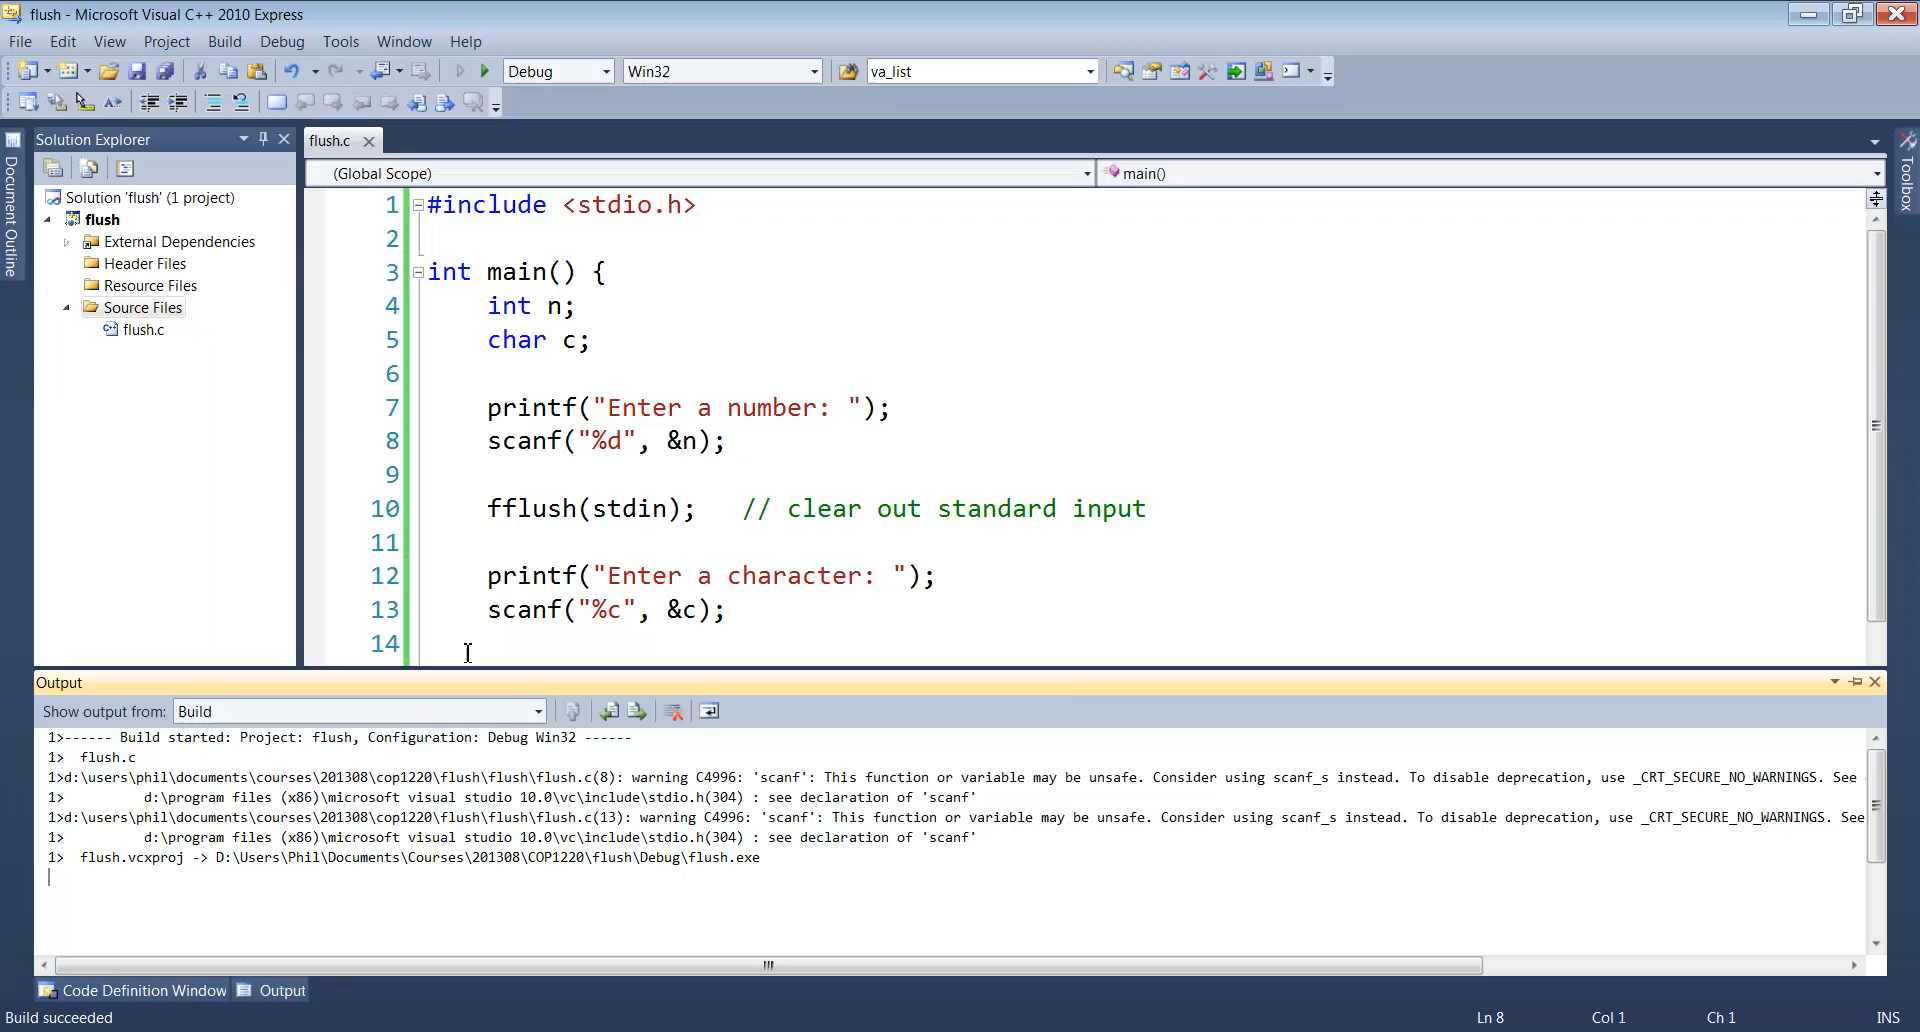 flush - Microsoft Visual C++ 2010 Express
File Edit View Project Build Debug Tools Window Help
Debug Win32 va_list
Solution Explorer
flush.c
Document Outline
Toolbox
(Global Scope) main()
Solution 'flush' (1 project)
flush
External Dependencies
Header Files
Resource Files
Source Files
flush.c
1 #include <stdio.h>
2
3 int main() {
4 int n;
5 char c;
6
7 printf("Enter a number: ");
8 scanf("%d", &n);
9
10 fflush(stdin); // clear out standard input
11
12 printf("Enter a character: ");
13 scanf("%c", &c);
14
Output
Show output from: Build
1>------ Build started: Project: flush, Configuration: Debug Win32 ------
1> flush.c
1>d:\users\phil\documents\courses\201308\cop1220\flush\flush\flush.c(8): warning C4996: 'scanf': This function or variable may be unsafe. Consider using scanf_s instead. To disable deprecation, use _CRT_SECURE_NO_WARNINGS. See
1> d:\program files (x86)\microsoft visual studio 10.0\vc\include\stdio.h(304) : see declaration of 'scanf'
1>d:\users\phil\documents\courses\201308\cop1220\flush\flush\flush.c(13): warning C4996: 'scanf': This function or variable may be unsafe. Consider using scanf_s instead. To disable deprecation, use _CRT_SECURE_NO_WARNINGS. See
1> d:\program files (x86)\microsoft visual studio 10.0\vc\include\stdio.h(304) : see declaration of 'scanf'
1> flush.vcxproj -> D:\Users\Phil\Documents\Courses\201308\COP1220\flush\Debug\flush.exe
Code Definition Window Output
Build succeeded Ln 8 Col 1 Ch 1 INS